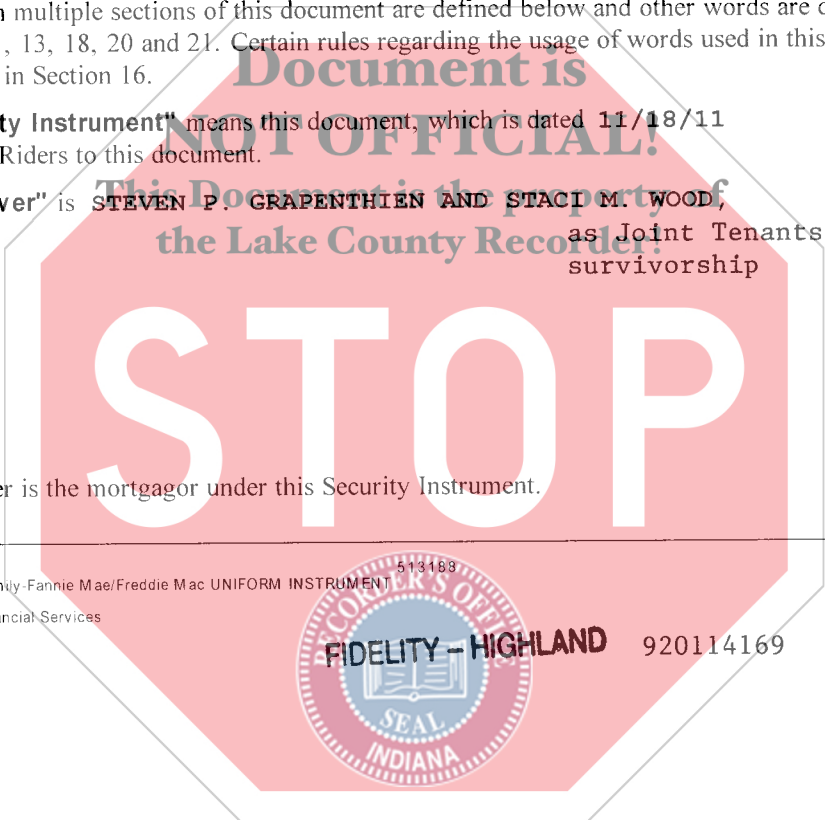 multiple sections of this document are defined below and other words are
, 13, 18, 20 and 21. Certain rules regarding the usage of words used in this
in Section 16.
Document is
ty Instrument" means this document, which is dated 11/18/11
NOT OFFICIAL!
Riders to this document.
This Document is the property of
ver" is STEVEN P. GRAPENTHIEN AND STACI M. WOOD,
the Lake County Recorder!
as Joint Tenants
survivorship
STOP
er is the mortgagor under this Security Instrument.
513188
mily-Fannie Mae/Freddie Mac UNIFORM INSTRUMENT
ncial Services
RECORDER'S OFFICE
FIDELITY - HIGHLAND 920114169
SEAL
INDIANA